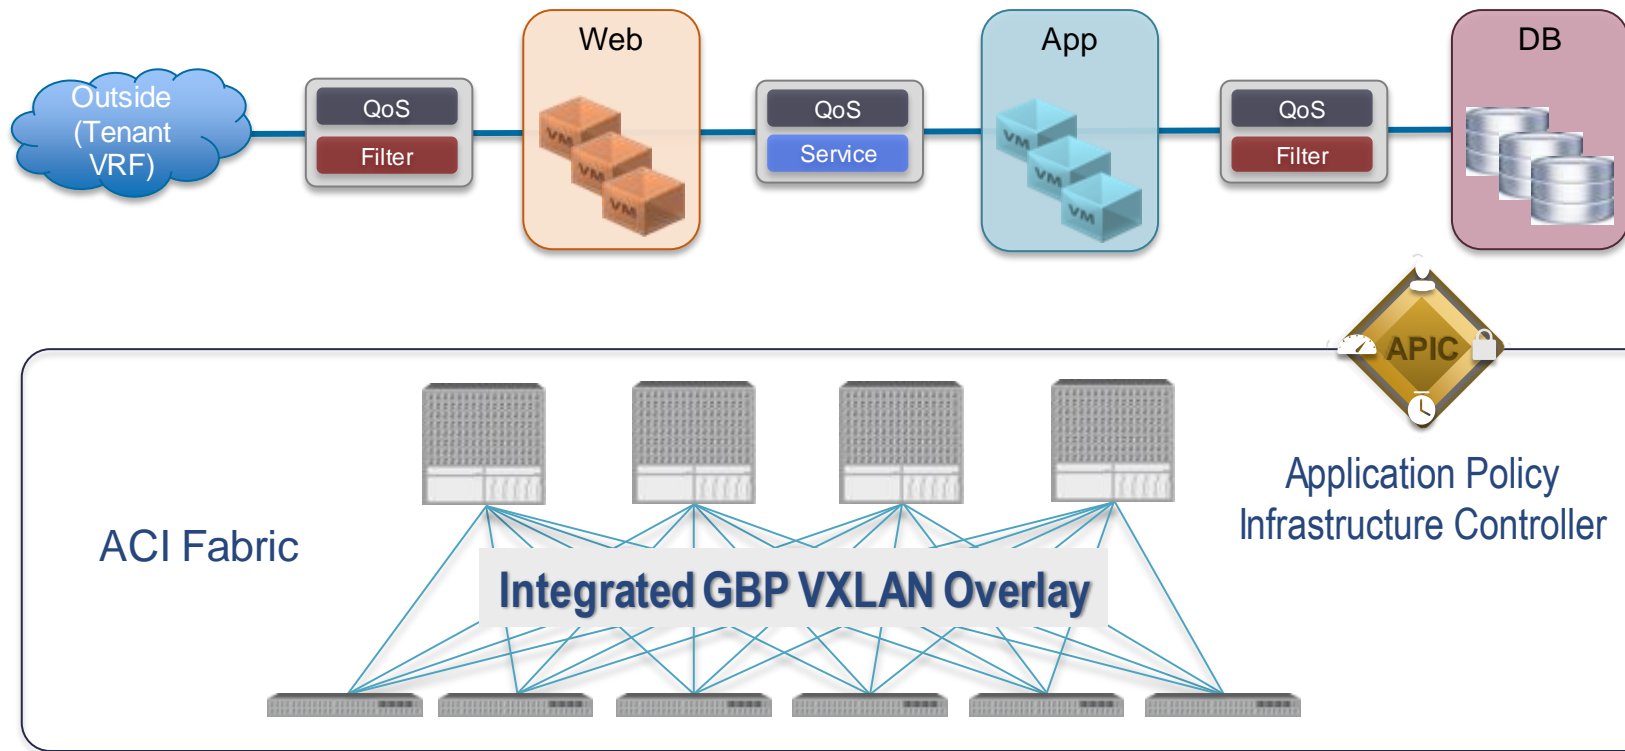 Web
App
DB
Outside
(Tenant
VRF)
QoS
Filter
QoS
Service
QoS
Filter
VM
VM
VM
VM
VM
VM
APIC
Application Policy
Infrastructure Controller
ACI Fabric
Integrated GBP VXLAN Overlay